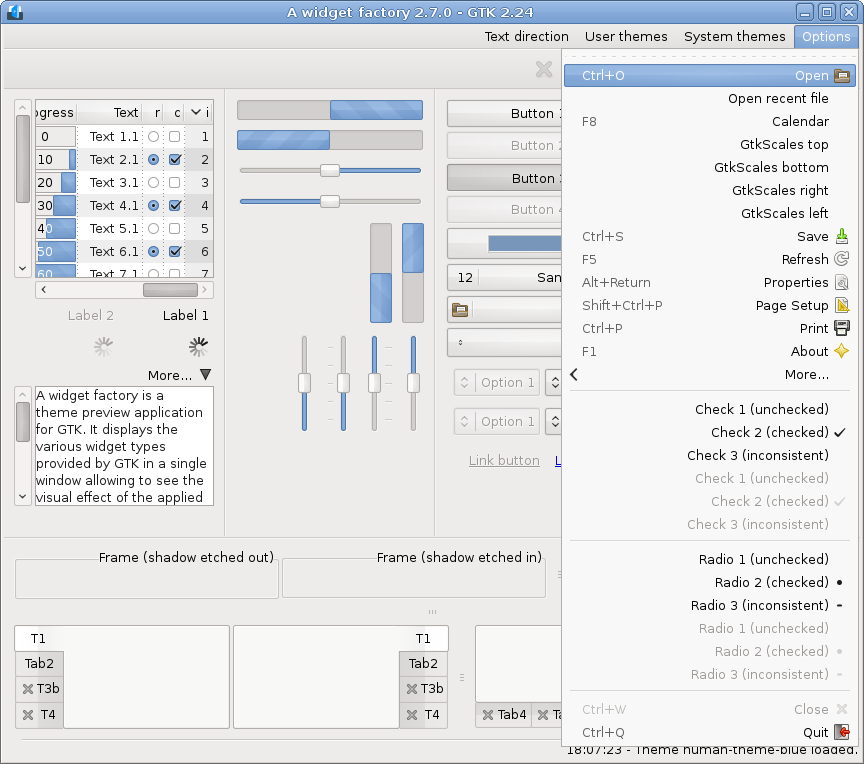 A widget factory 2.7.0 - GTK 2.24
Text direction User themes System themes Options
ogress Text r c i
0 Text 1.1 1
10 Text 2.1 2
20 Text 3.1 3
30 Text 4.1 4
40 Text 5.1 5
50 Text 6.1 6
60 Text 7.1 7
Label 2 Label 1
More...
A widget factory is a
theme preview application
for GTK. It displays the
various widget types
provided by GTK in a single
window allowing to see the
visual effect of the applied
Button
Button
Button
Button
12 San
Option 1
Option 1
Link button
Ctrl+O Open
Open recent file
F8 Calendar
GtkScales top
GtkScales bottom
GtkScales right
GtkScales left
Ctrl+S Save
F5 Refresh
Alt+Return Properties
Shift+Ctrl+P Page Setup
Ctrl+P Print
F1 About
More...
Check 1 (unchecked)
Check 2 (checked)
Check 3 (inconsistent)
Check 1 (unchecked)
Check 2 (checked)
Check 3 (inconsistent)
Radio 1 (unchecked)
Radio 2 (checked)
Radio 3 (inconsistent)
Radio 1 (unchecked)
Radio 2 (checked)
Radio 3 (inconsistent)
Ctrl+W Close
Ctrl+Q Quit
Frame (shadow etched out) Frame (shadow etched in)
T1
Tab2
T3b
T4
T1
Tab2
T3b
T4
Tab4 Ta
18:07:23 - Theme human-theme-blue loaded.